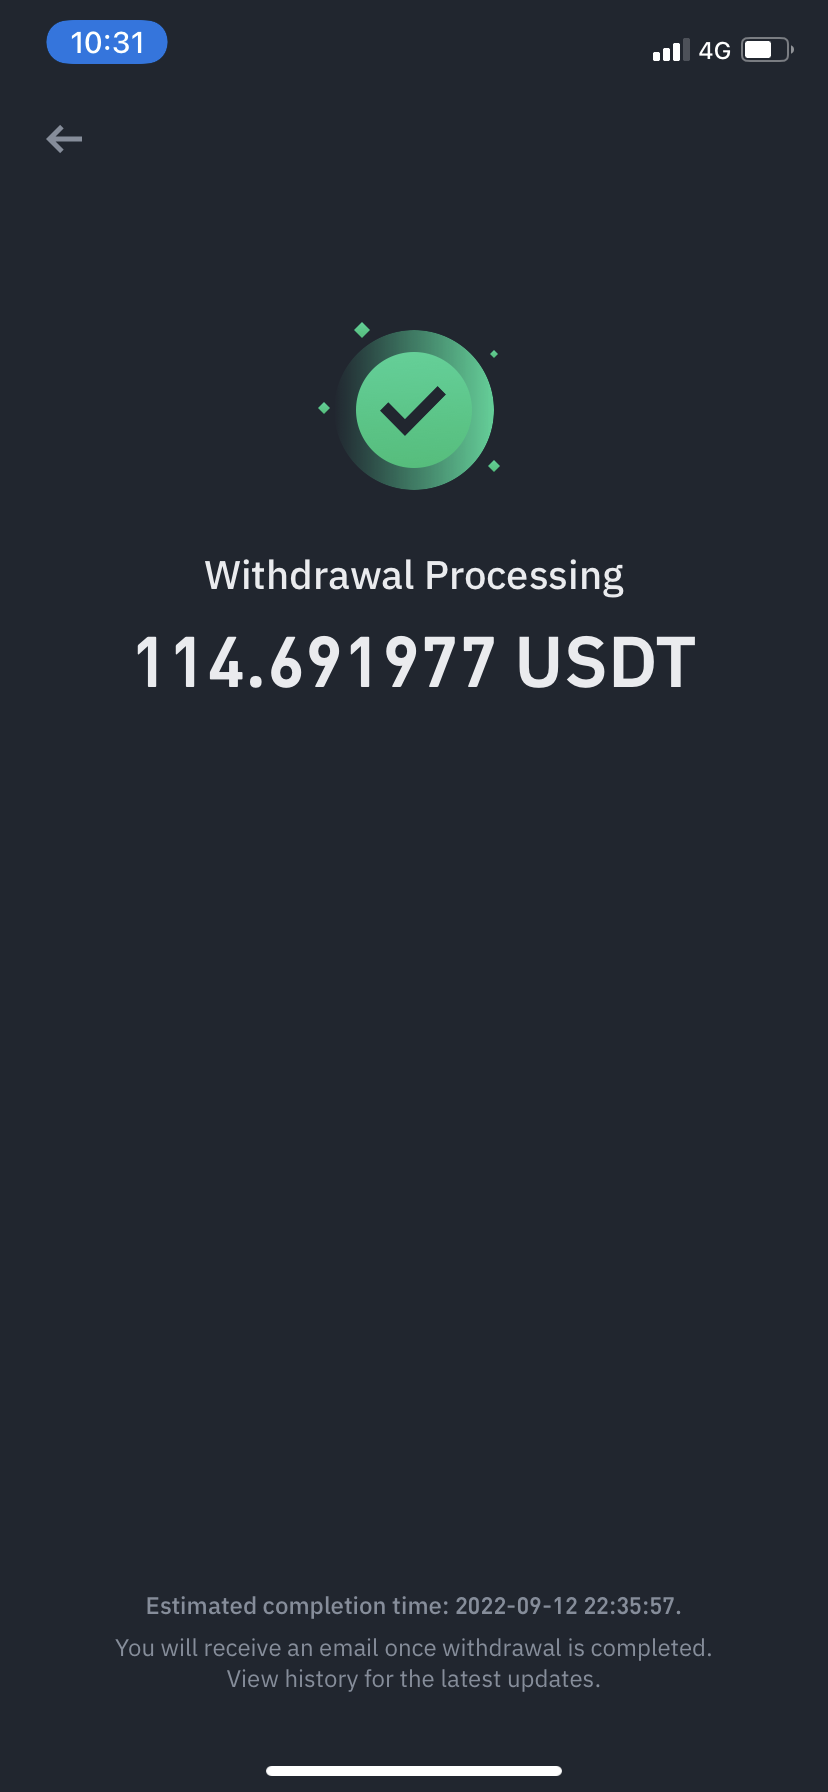 10:31
4G
Withdrawal Processing
114.691977 USDT
Estimated completion time: 2022-09-12 22:35:57.
You will receive an email once withdrawal is completed.
View history for the latest updates.